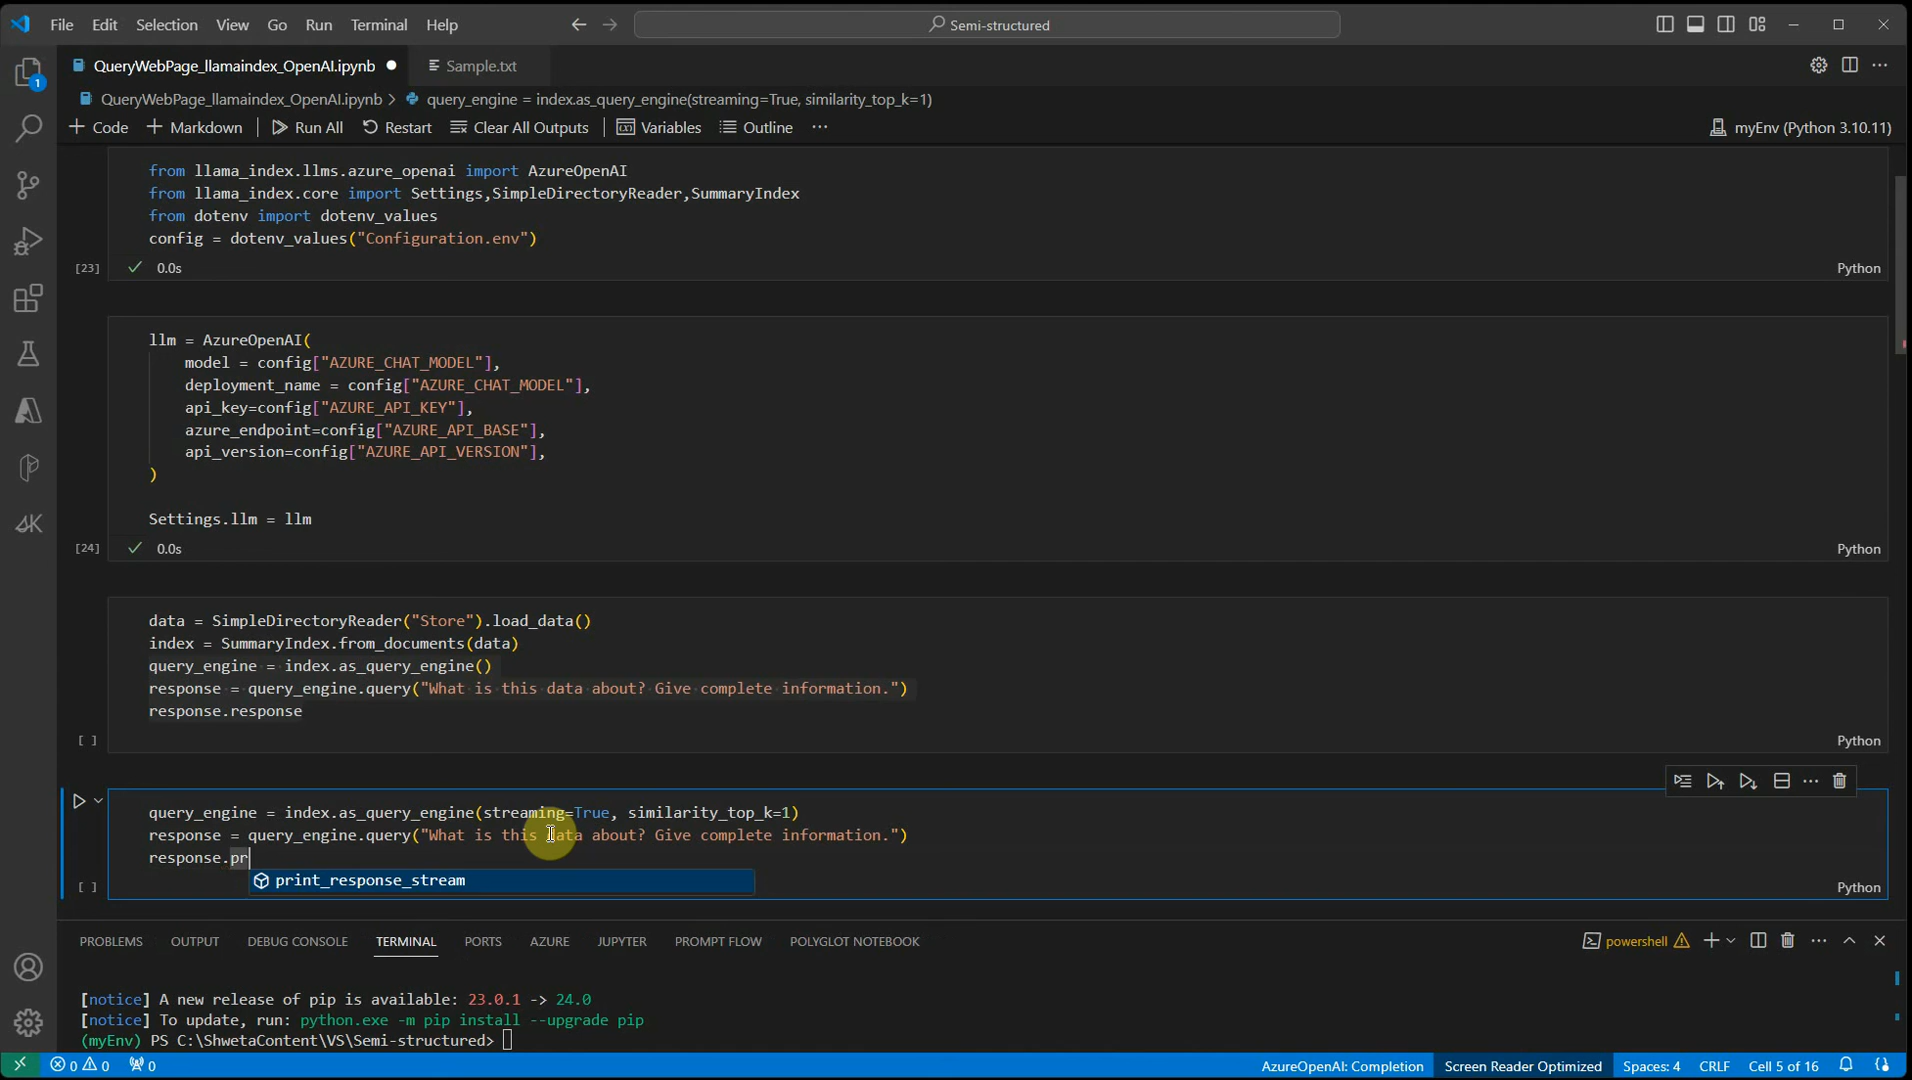 File Edit Selection View Go Run Terminal Help
Semi-structured
QueryWebPage_llamaindex_OpenAI.ipynb
Sample.txt
QueryWebPage_llamaindex_OpenAI.ipynb > query_engine = index.as_query_engine(streaming=True, similarity_top_k=1)
+ Code + Markdown Run All Restart Clear All Outputs Variables Outline ...
myEnv (Python 3.10.11)
from llama_index.llms.azure_openai import AzureOpenAI
from llama_index.core import Settings,SimpleDirectoryReader,SummaryIndex
from dotenv import dotenv_values
config = dotenv_values("Configuration.env")
[23] 0.0s Python
llm = AzureOpenAI(
model = config["AZURE_CHAT_MODEL"],
deployment_name = config["AZURE_CHAT_MODEL"],
api_key=config["AZURE_API_KEY"],
azure_endpoint=config["AZURE_API_BASE"],
api_version=config["AZURE_API_VERSION"],
)
Settings.llm = llm
[24] 0.0s Python
data = SimpleDirectoryReader("Store").load_data()
index = SummaryIndex.from_documents(data)
query_engine = index.as_query_engine()
response = query_engine.query("What is this data about? Give complete information.")
response.response
[ ] Python
query_engine = index.as_query_engine(streaming=True, similarity_top_k=1)
response = query_engine.query("What is this data about? Give complete information.")
response.pr
print_response_stream
[ ] Python
PROBLEMS OUTPUT DEBUG CONSOLE TERMINAL PORTS AZURE JUPYTER PROMPT FLOW POLYGLOT NOTEBOOK
powershell
[notice] A new release of pip is available: 23.0.1 -> 24.0
[notice] To update, run: python.exe -m pip install --upgrade pip
(myEnv) PS C:\ShwetaContent\VS\Semi-structured>
0 0 0 AzureOpenAI: Completion Screen Reader Optimized Spaces: 4 CRLF Cell 5 of 16
1